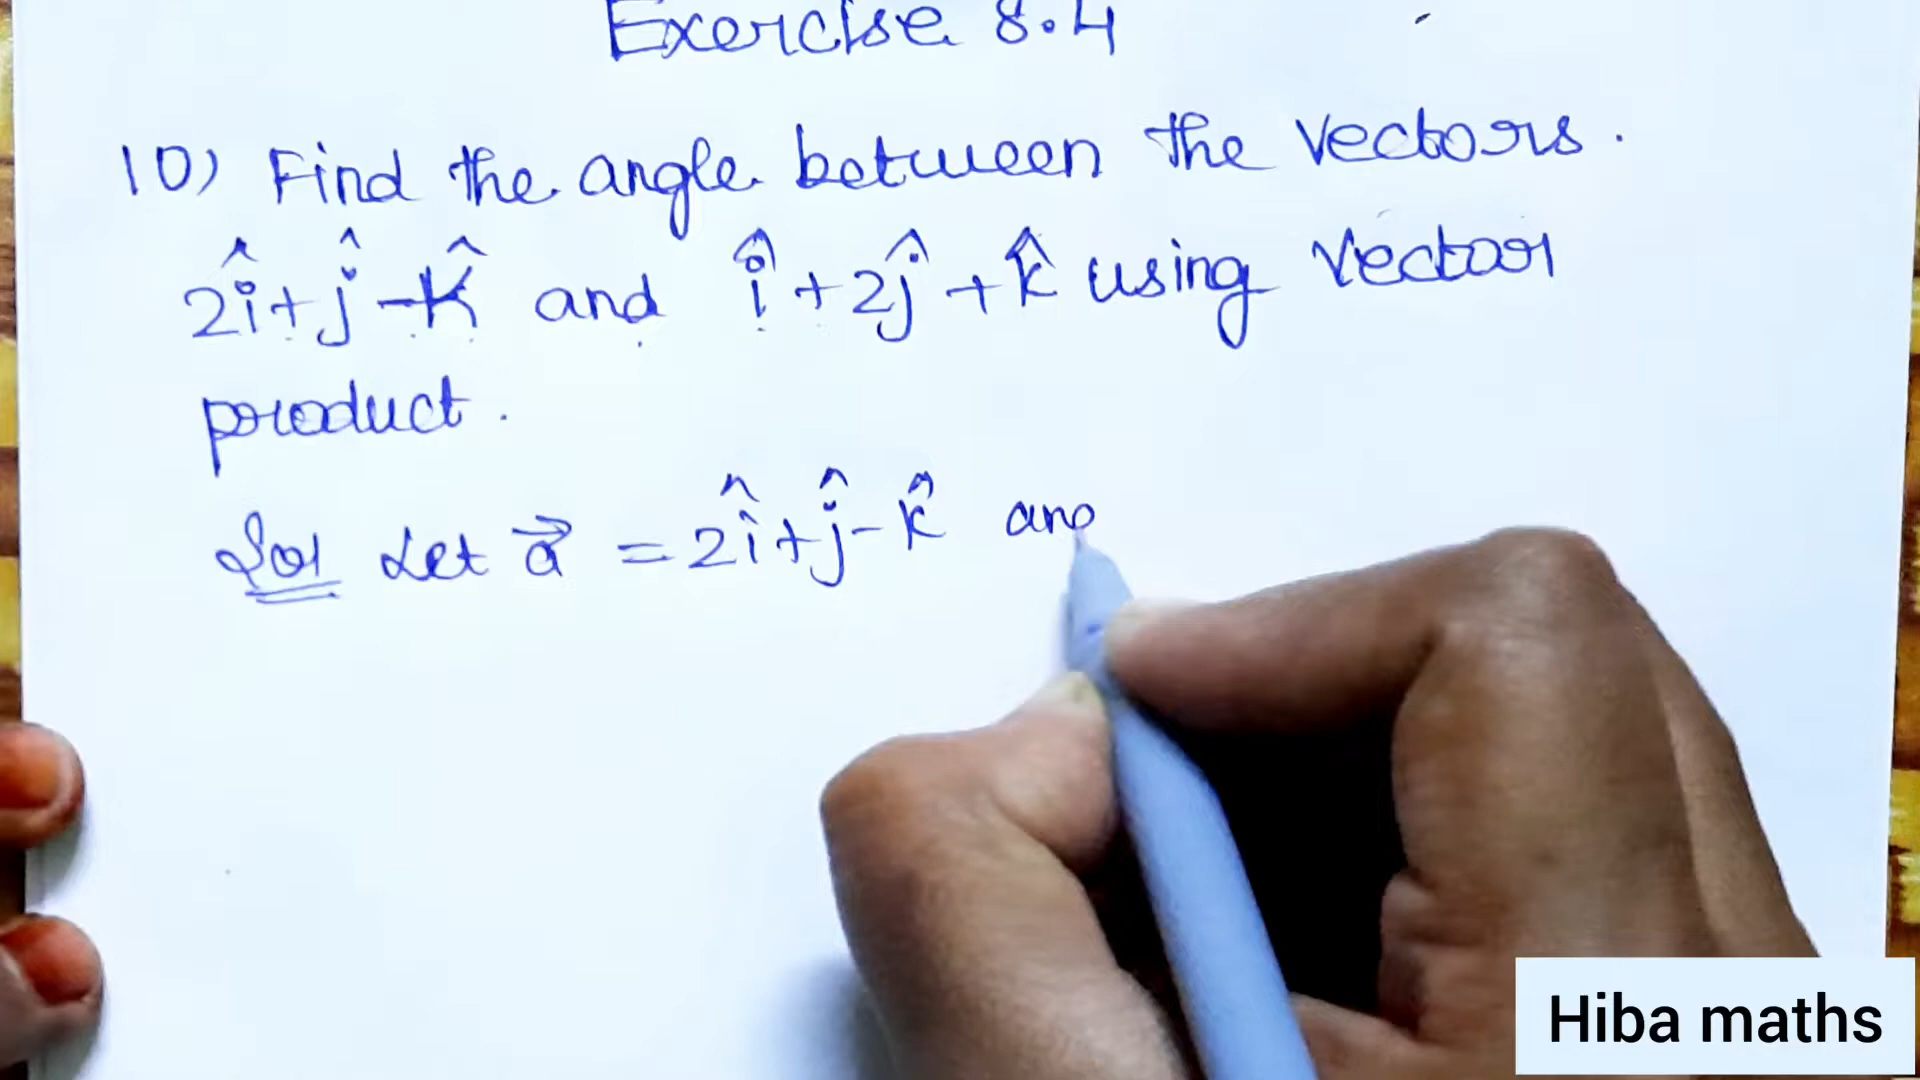 Exercise 8.4
10) Find the angle between the vectors.
2î+ĵ-k̂ and î+2ĵ+k̂ using vector
product.
Sol Let a⃗ = 2î+ĵ-k̂ and
Hiba maths